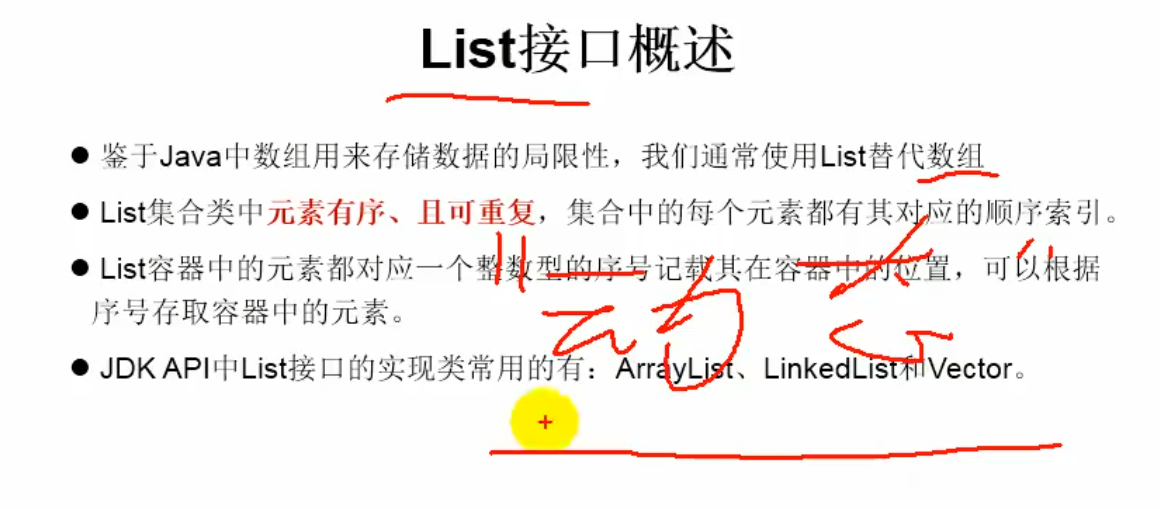 List接口概述
● 鉴于Java中数组用来存储数据的局限性，我们通常使用List替代数组
● List集合类中元素有序、且可重复，集合中的每个元素都有其对应的顺序索引。
● List容器中的元素都对应一个整数型的序号记载其在容器中的位置，可以根据
序号存取容器中的元素。
● JDK API中List接口的实现类常用的有：ArrayList、LinkedList和Vector。
"动态"